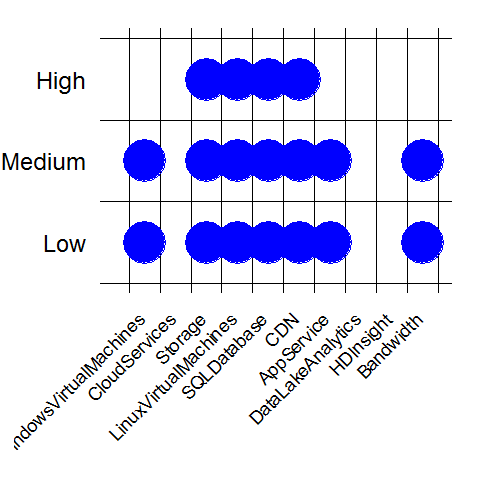 High
Medium
Low
ndowsVirtualMachines
CloudServices
Storage
LinuxVirtualMachines
SQLDatabase
CDN
AppService
DataLakeAnalytics
HDInsight
Bandwidth